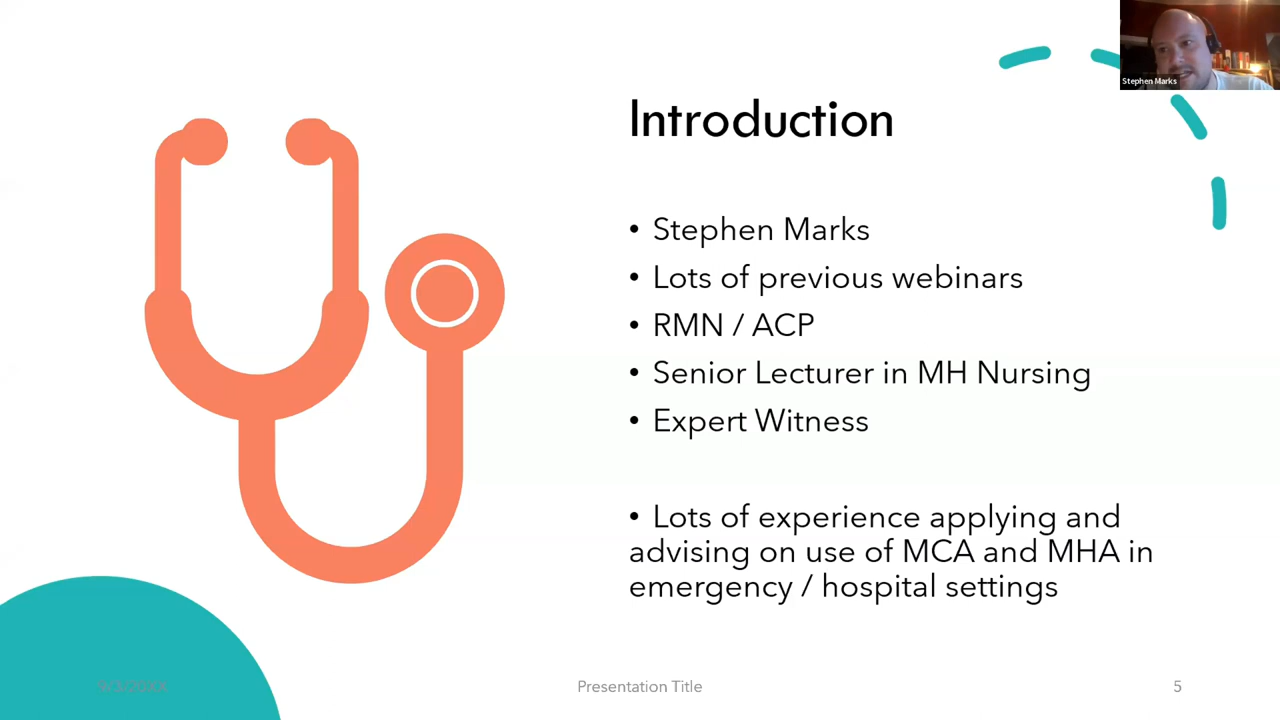 Stephen Marks
Introduction
• Stephen Marks
• Lots of previous webinars
• RMN / ACP
• Senior Lecturer in MH Nursing
• Expert Witness
• Lots of experience applying and
advising on use of MCA and MHA in
emergency / hospital settings
Presentation Title
5